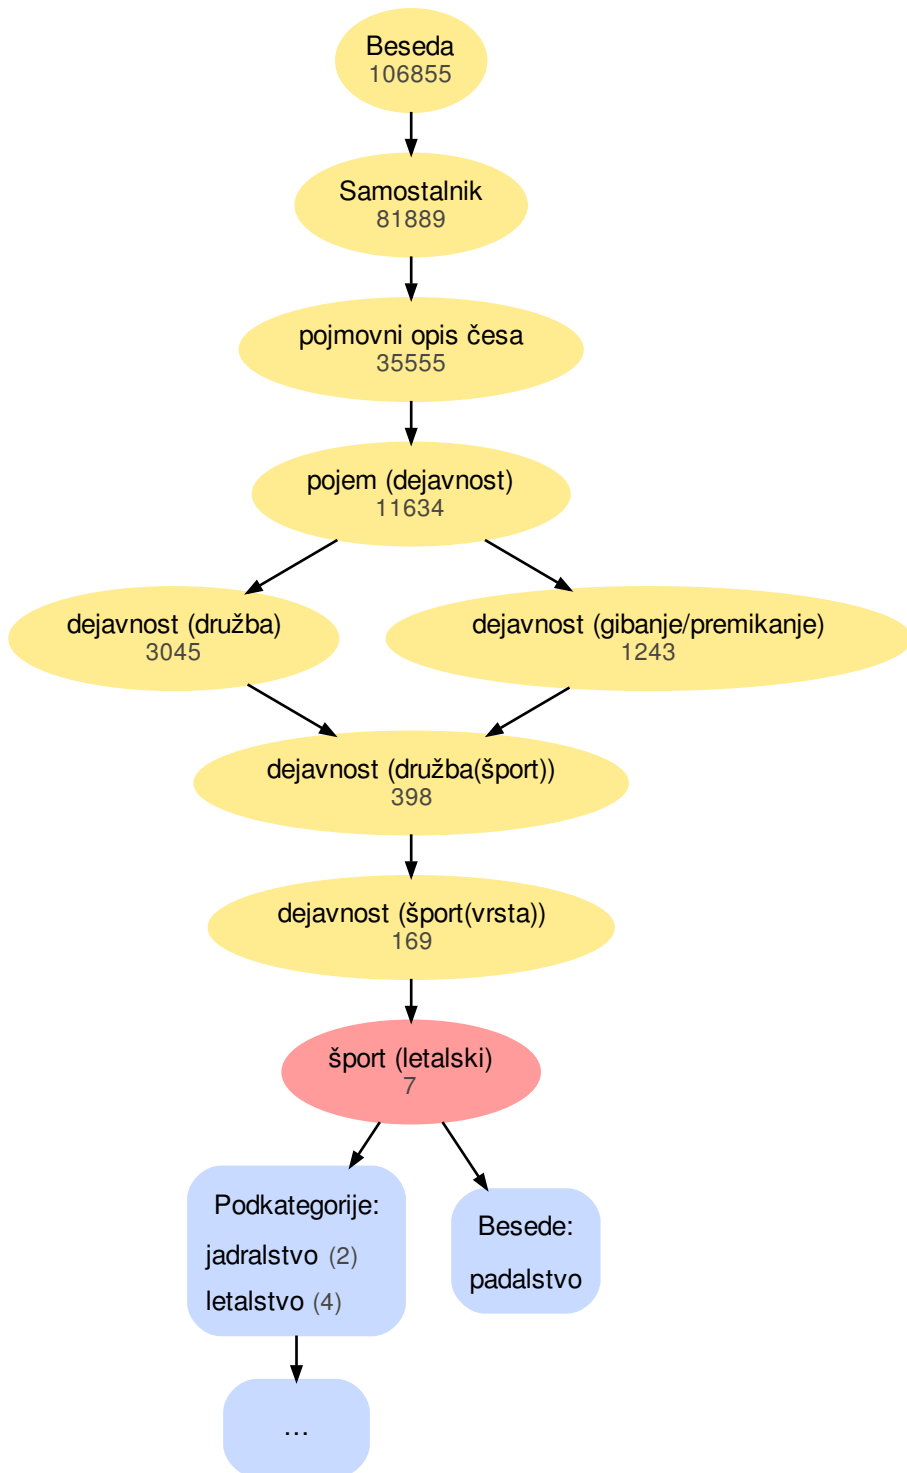 Beseda
106855
Samostalnik
81889
pojmovni opis česa
35555
pojem (dejavnost)
11634
dejavnost (družba)
3045
dejavnost (gibanje/premikanje)
1243
dejavnost (družba(šport))
398
dejavnost (šport(vrsta))
169
šport (letalski)
7
Podkategorije:
jadralstvo (2)
letalstvo (4)
Besede:
padalstvo
...